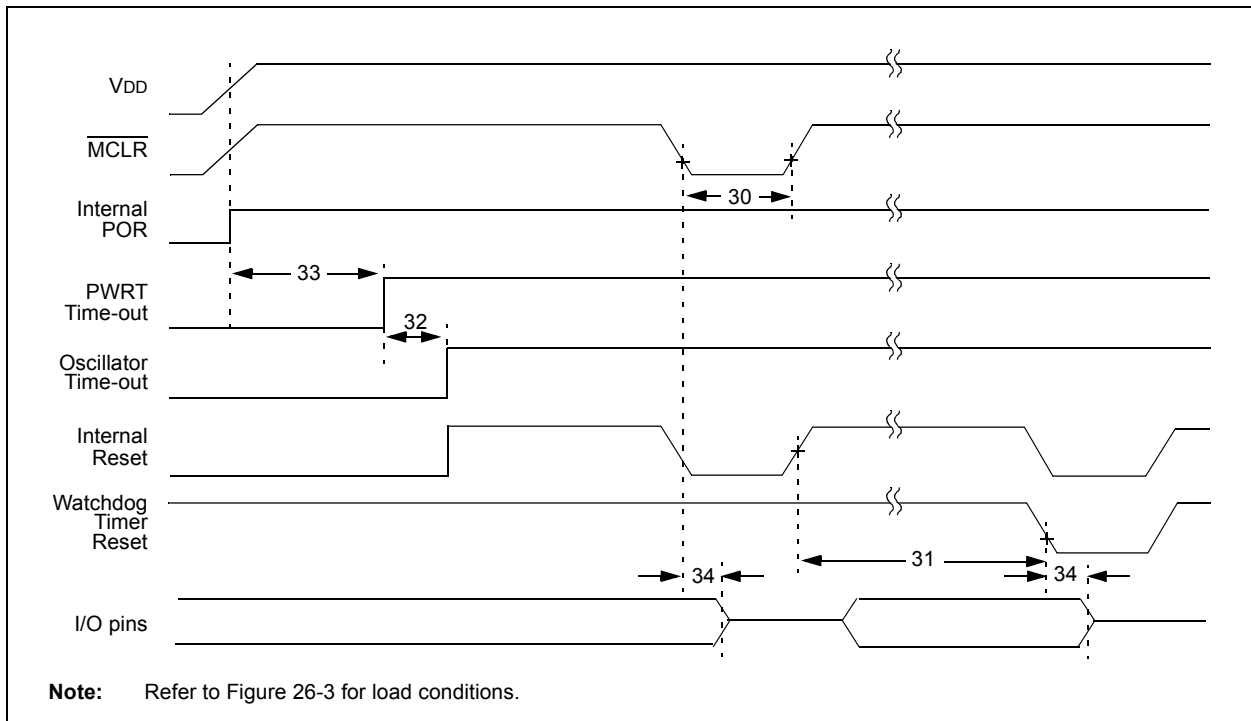 VDD
MCLR
30
Internal
POR
33
PWRT
Time-out
32
Oscillator
Time-out
Internal
Reset
Watchdog
Timer
Reset
31
34
34
I/O pins
Note: Refer to Figure 26-3 for load conditions.